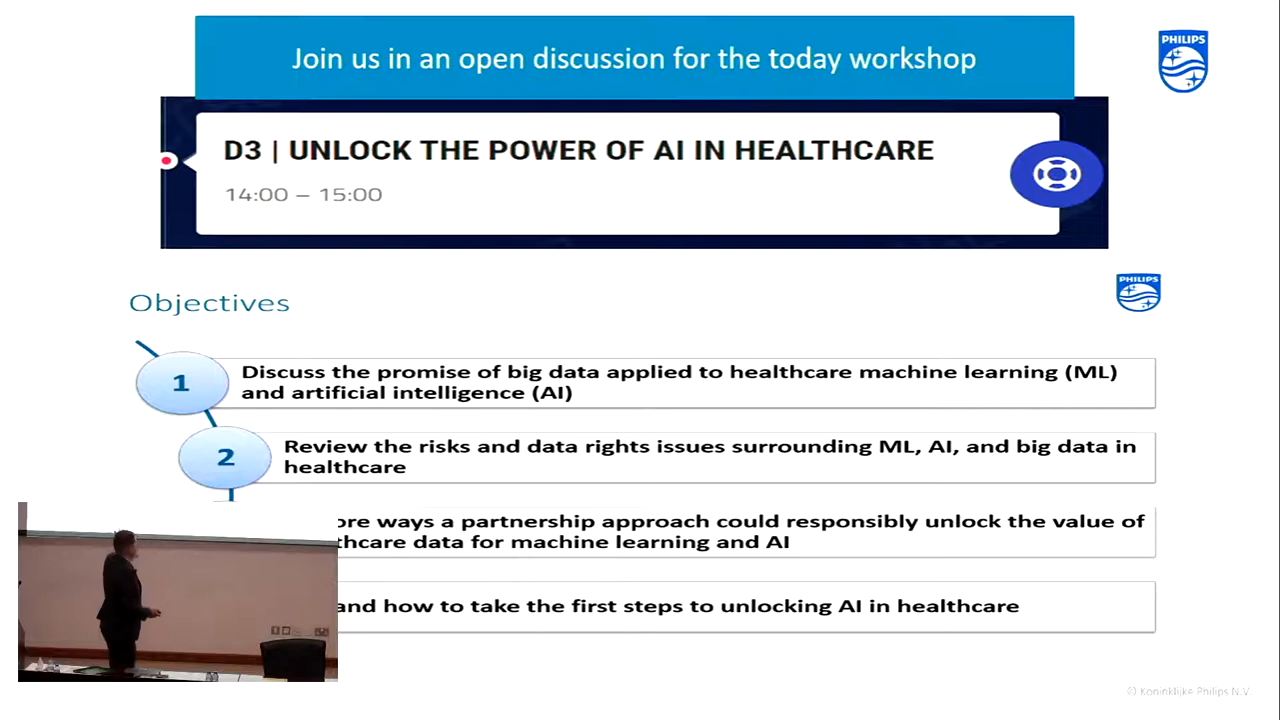 Join us in an open discussion for the today workshop
PHILIPS
D3 | UNLOCK THE POWER OF AI IN HEALTHCARE
14:00 – 15:00
PHILIPS
Objectives
1
Discuss the promise of big data applied to healthcare machine learning (ML)
and artificial intelligence (AI)
2
Review the risks and data rights issues surrounding ML, AI, and big data in
healthcare
ore ways a partnership approach could responsibly unlock the value of
thcare data for machine learning and AI
and how to take the first steps to unlocking AI in healthcare
© Koninklijke Philips N.V.